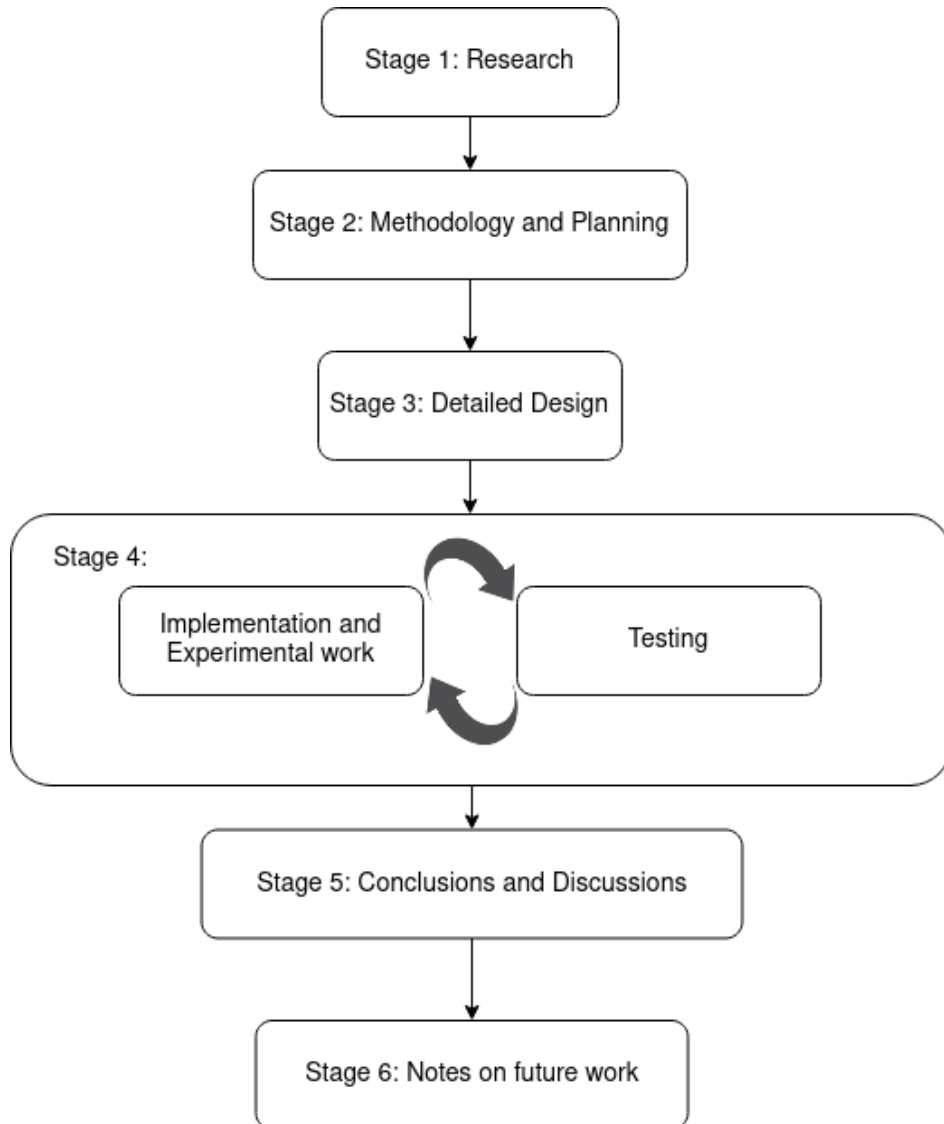 Stage 1: Research
Stage 2: Methodology and Planning
Stage 3: Detailed Design
Stage 4:
Implementation and
Experimental work
Testing
Stage 5: Conclusions and Discussions
Stage 6: Notes on future work